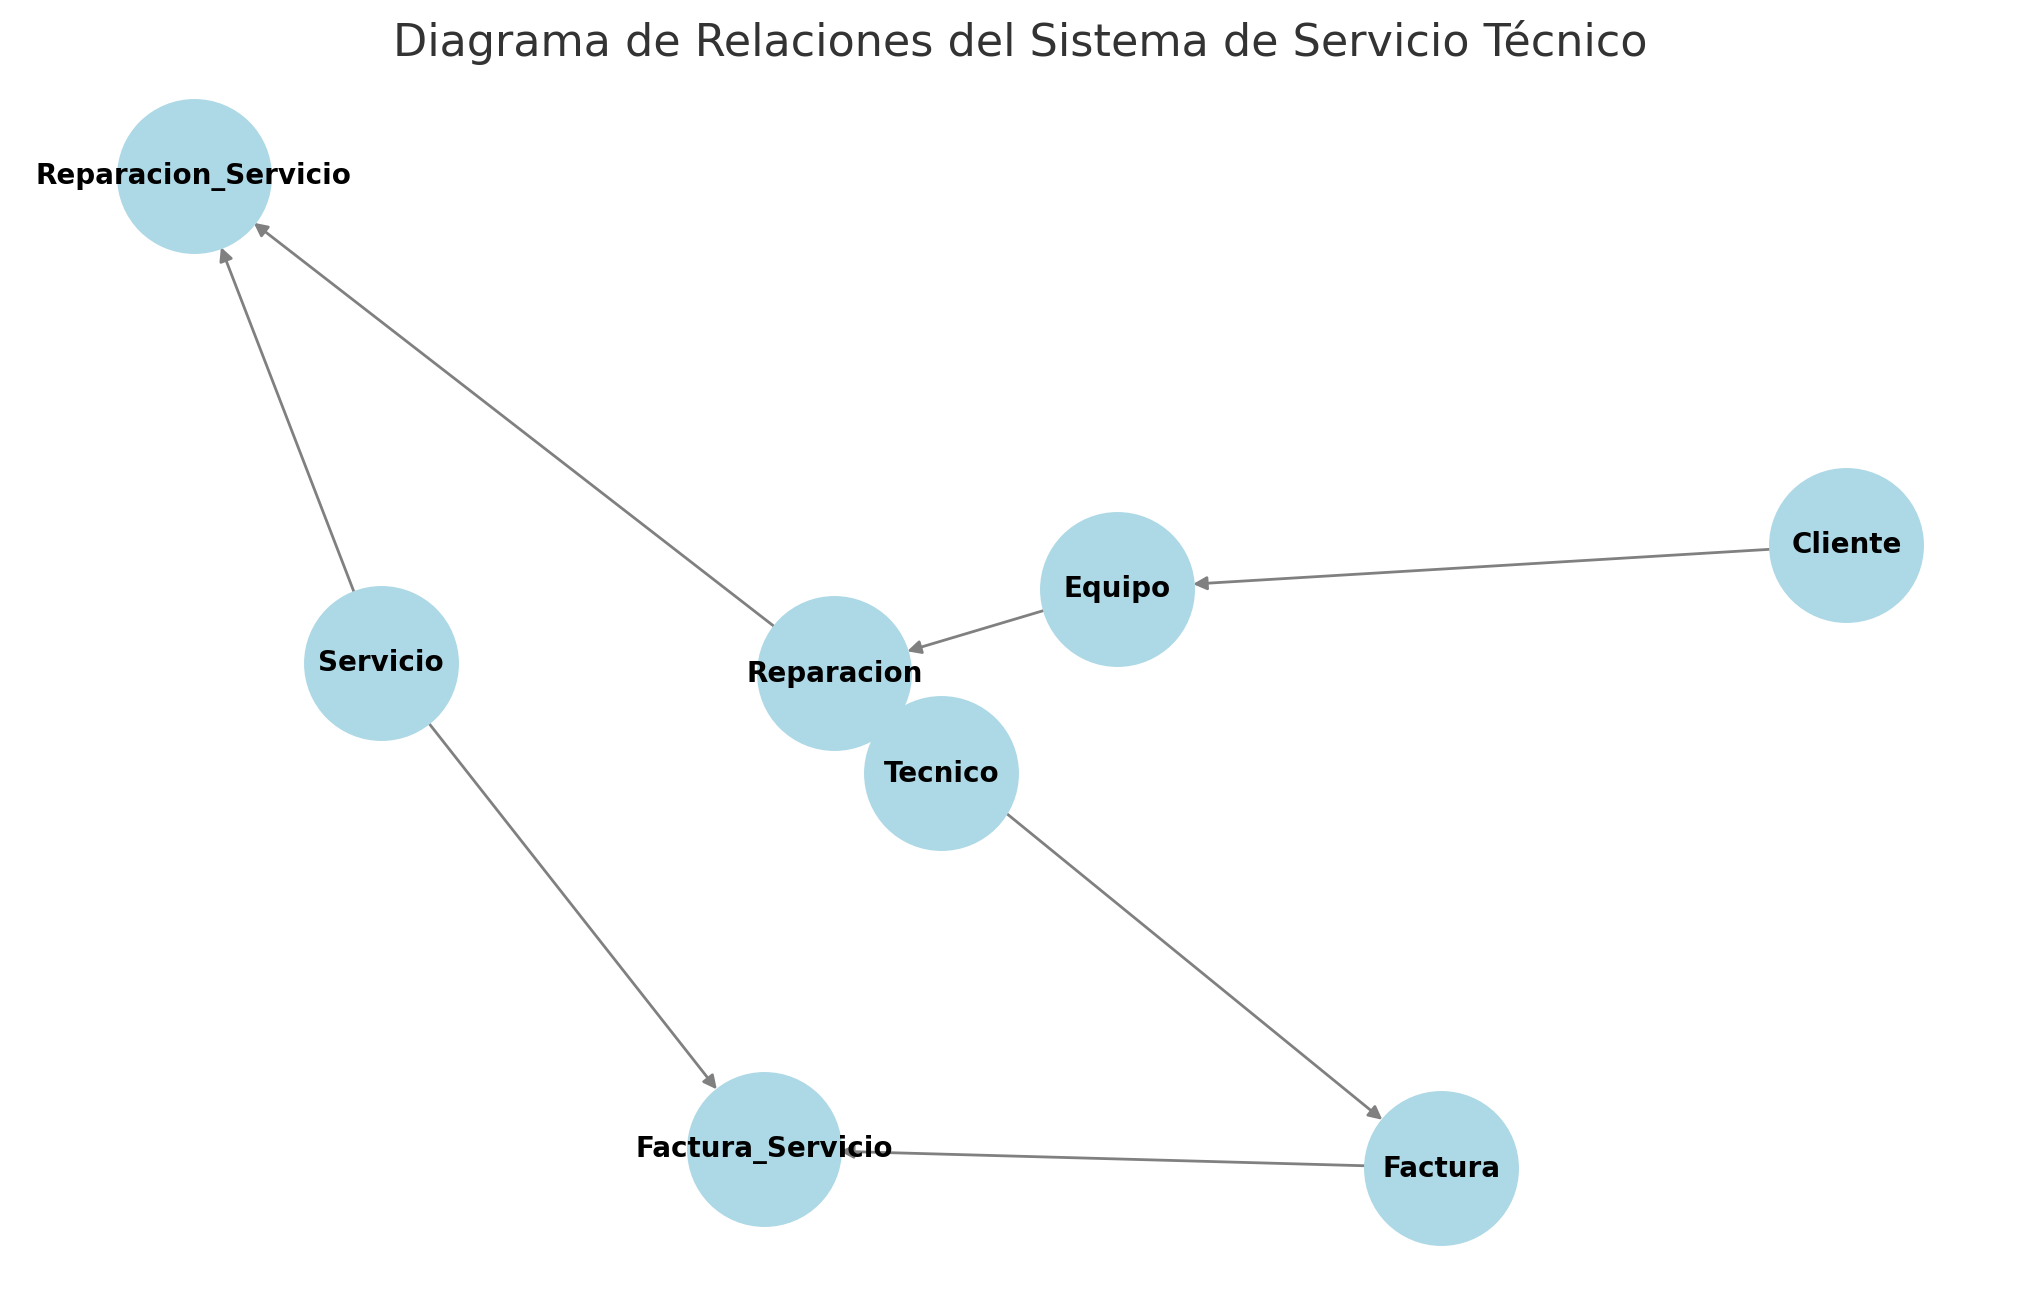 Diagrama de Relaciones del Sistema de Servicio Técnico
Reparacion_Servicio
Cliente
Equipo
Servicio
Reparacion
Tecnico
Factura_Servicio
Factura